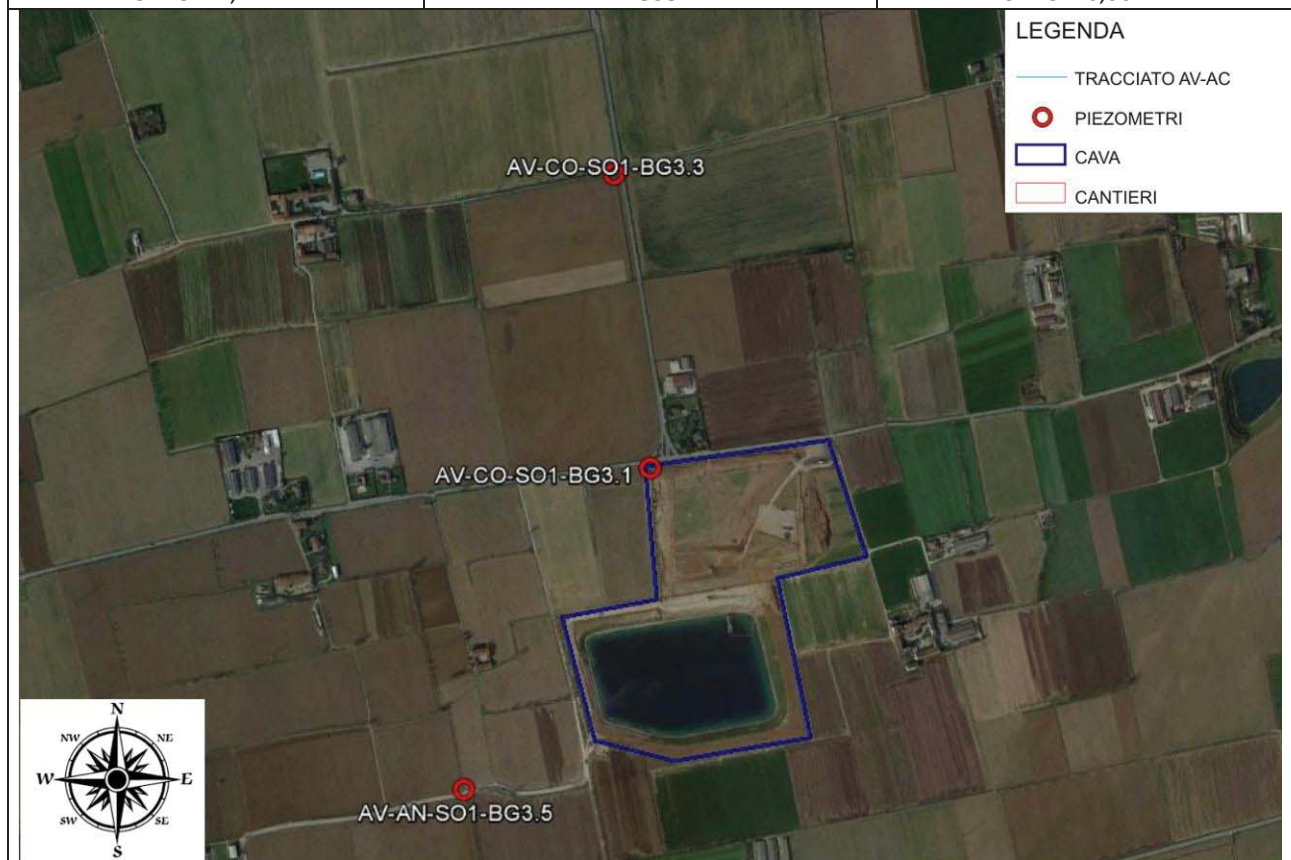 LEGENDA
TRACCIATO AV-AC
PIEZOMETRI
CAVA
CANTIERI
AV-CO-SO1-BG3.3
AV-CO-SO1-BG3.1
AV-AN-SO1-BG3.5
N
NW NE
W E
SW SE
S